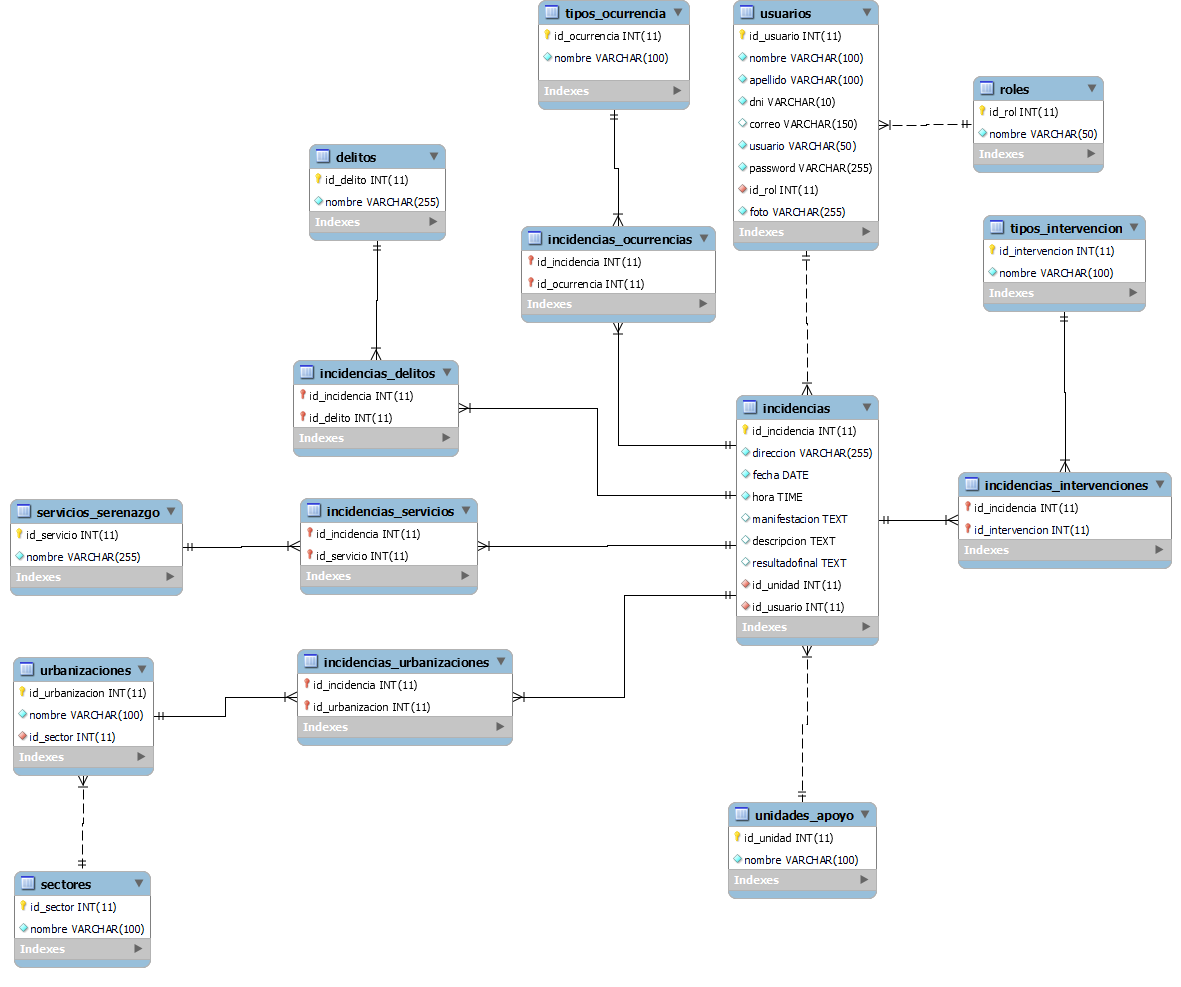 tipos_ocurrencia
id_ocurrencia INT(11)
nombre VARCHAR(100)
Indexes
usuarios
id_usuario INT(11)
nombre VARCHAR(100)
apellido VARCHAR(100)
dni VARCHAR(10)
correo VARCHAR(150)
usuario VARCHAR(50)
password VARCHAR(255)
id_rol INT(11)
foto VARCHAR(255)
Indexes
roles
id_rol INT(11)
nombre VARCHAR(50)
Indexes
delitos
id_delito INT(11)
nombre VARCHAR(255)
Indexes
incidencias_ocurrencias
id_incidencia INT(11)
id_ocurrencia INT(11)
Indexes
tipos_intervencion
id_intervencion INT(11)
nombre VARCHAR(100)
Indexes
incidencias_delitos
id_incidencia INT(11)
id_delito INT(11)
Indexes
incidencias
id_incidencia INT(11)
direccion VARCHAR(255)
fecha DATE
hora TIME
manifestacion TEXT
descripcion TEXT
resultadofinal TEXT
id_unidad INT(11)
id_usuario INT(11)
Indexes
incidencias_intervenciones
id_incidencia INT(11)
id_intervencion INT(11)
Indexes
servicios_serenazgo
id_servicio INT(11)
nombre VARCHAR(255)
Indexes
incidencias_servicios
id_incidencia INT(11)
id_servicio INT(11)
Indexes
urbanizaciones
id_urbanizacion INT(11)
nombre VARCHAR(100)
id_sector INT(11)
Indexes
incidencias_urbanizaciones
id_incidencia INT(11)
id_urbanizacion INT(11)
Indexes
unidades_apoyo
id_unidad INT(11)
nombre VARCHAR(100)
Indexes
sectores
id_sector INT(11)
nombre VARCHAR(100)
Indexes